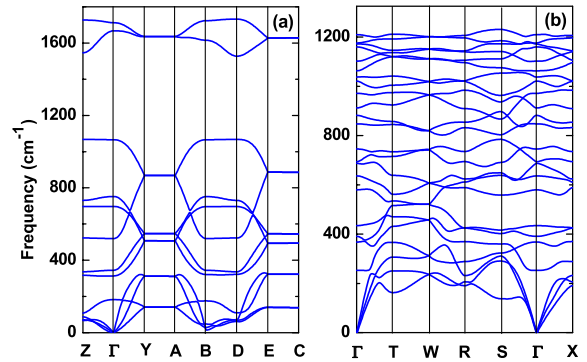 (a)
(b)
Frequency (cm⁻¹)
1600
1200
800
400
0
Z Γ Y A B D E C
1200
800
400
0
Γ T W R S Γ X